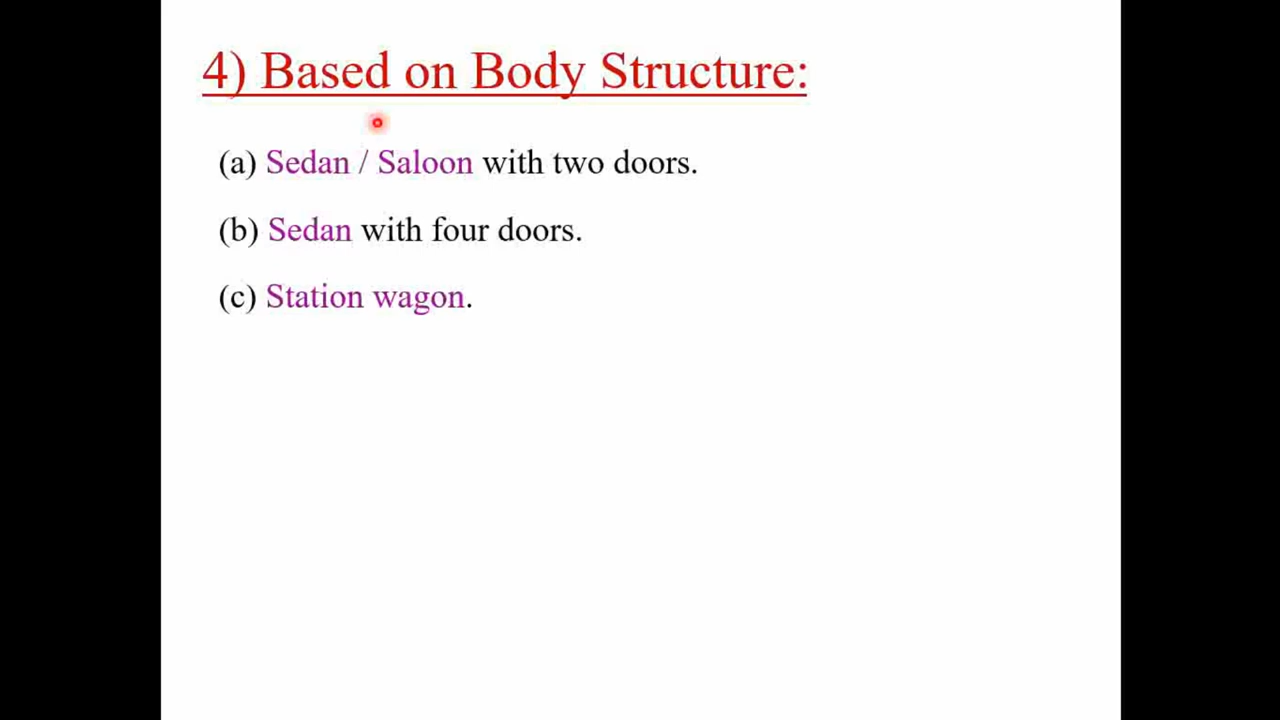 4) Based on Body Structure:
(a) Sedan / Saloon with two doors.
(b) Sedan with four doors.
(c) Station wagon.